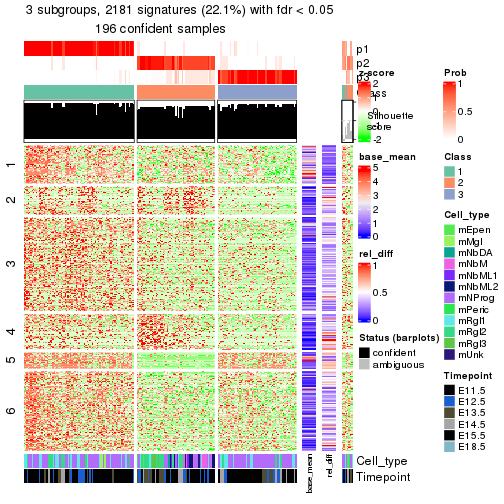 3 subgroups, 2181 signatures (22.1%) with fdr < 0.05
196 confident samples
p1
p2
p3
Class
Silhouette
score
1
2
3
4
5
6
Cell_type
Timepoint
base_mean
rel_diff
z-score
2
0
-2
base_mean
5
4
3
2
1
0
rel_diff
1
0.5
0
Status (barplots)
confident
ambiguous
Prob
1
0.5
0
Class
1
2
3
Cell_type
mEpen
mMgl
mNbDA
mNbM
mNbML1
mNbML2
mNProg
mPeric
mRgl1
mRgl2
mRgl3
mUnk
Timepoint
E11.5
E12.5
E13.5
E14.5
E15.5
E18.5